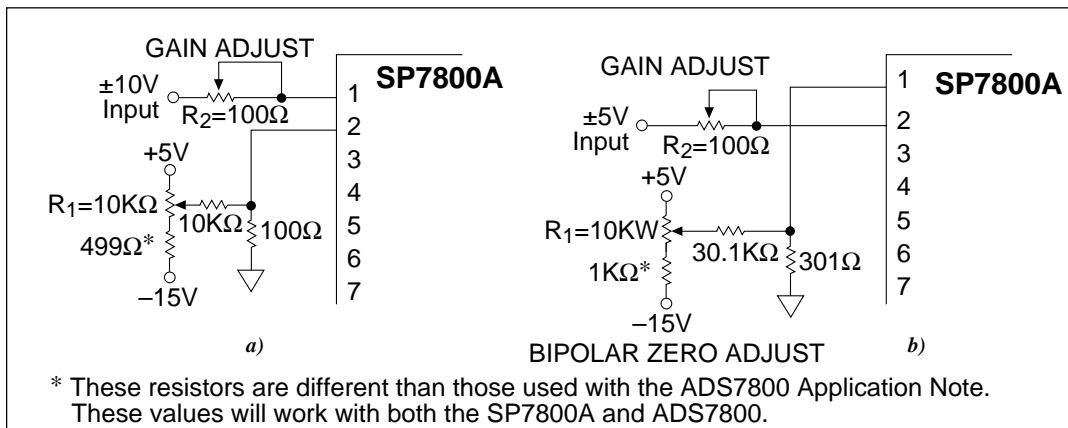 GAIN ADJUST
SP7800A
±10V
Input
R2=100Ω
1
2
3
4
5
6
7
+5V
R1=10KΩ
10KΩ
100Ω
499Ω*
–15V
a)
GAIN ADJUST
SP7800A
±5V
Input
R2=100Ω
1
2
3
4
5
6
7
+5V
R1=10KW
30.1KΩ
301Ω
1KΩ*
–15V
BIPOLAR ZERO ADJUST
b)
* These resistors are different than those used with the ADS7800 Application Note.
These values will work with both the SP7800A and ADS7800.